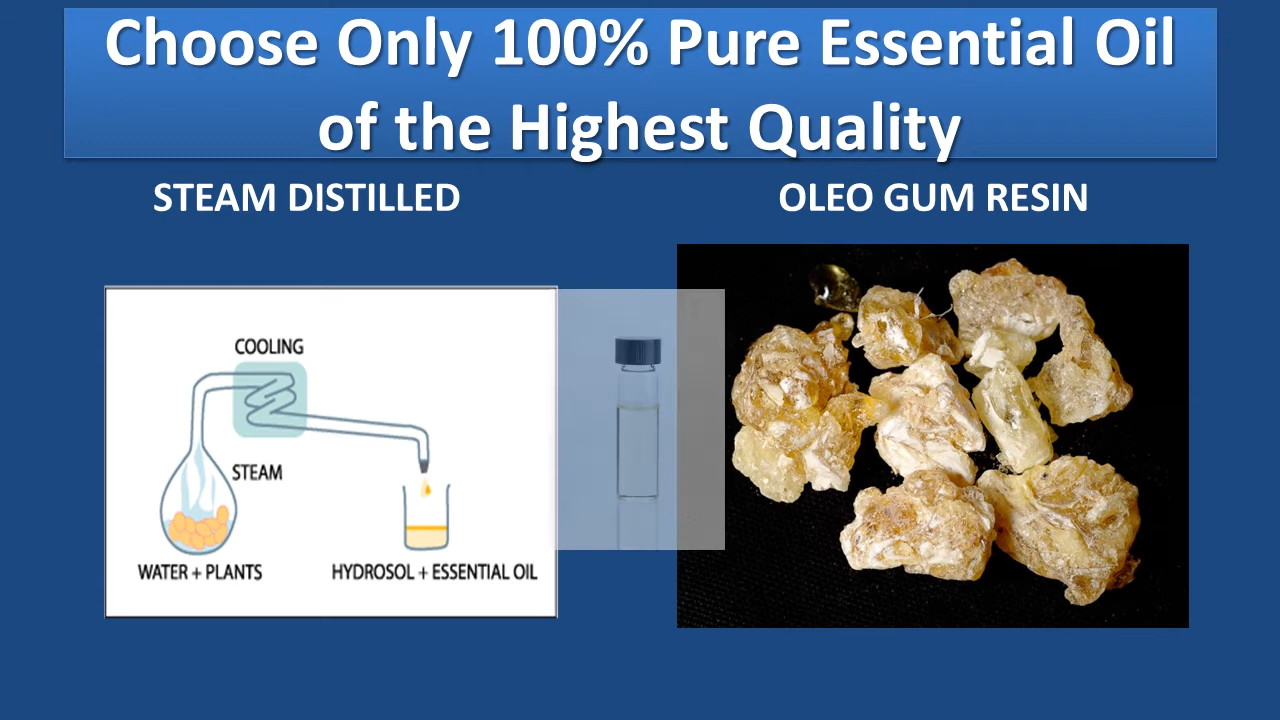 Choose Only 100% Pure Essential Oil
of the Highest Quality
STEAM DISTILLED
OLEO GUM RESIN
COOLING
STEAM
WATER + PLANTS
HYDROSOL + ESSENTIAL OIL